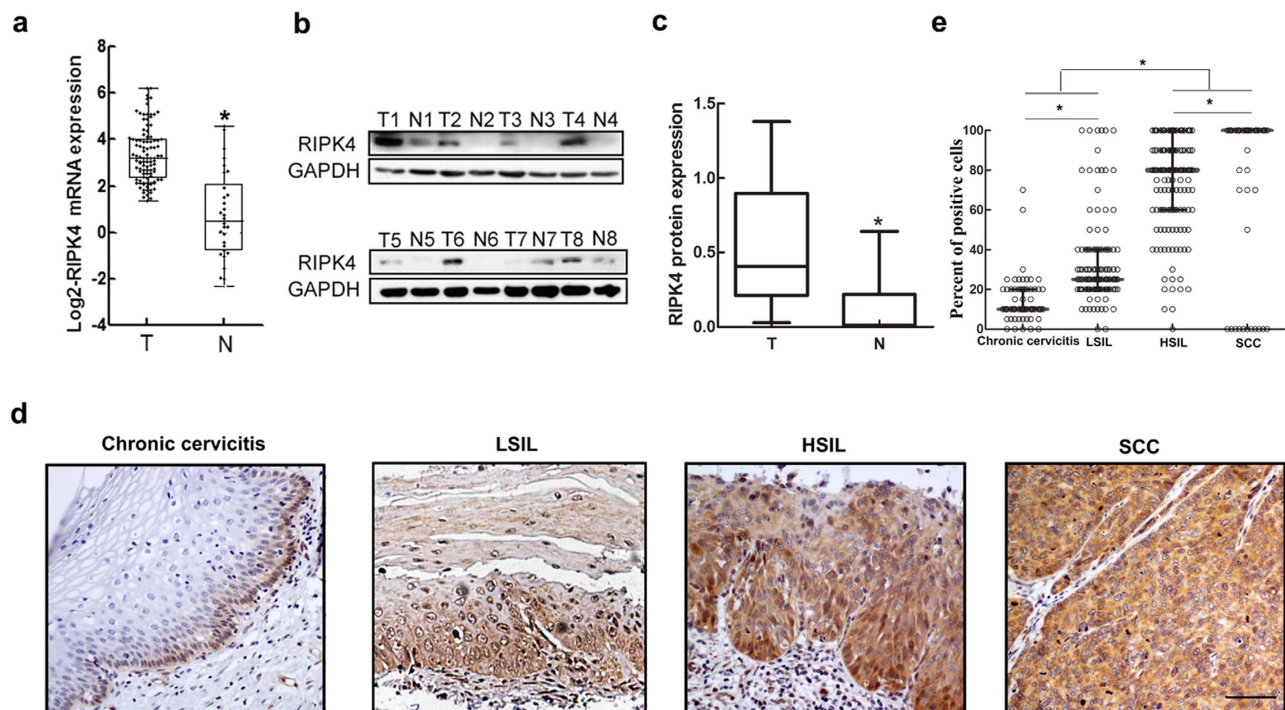 a
Log2-RIPK4 mRNA expression
8
6
4
2
0
-2
-4
*
T N
b
T1 N1 T2 N2 T3 N3 T4 N4
RIPK4
GAPDH
T5 N5 T6 N6 T7 N7 T8 N8
RIPK4
GAPDH
c
RIPK4 protein expression
1.5
1.0
0.5
0.0
*
T N
e
*
* *
Percent of positive cells
100
80
60
40
20
0
Chronic cervicitis LSIL HSIL SCC
d
Chronic cervicitis LSIL HSIL SCC